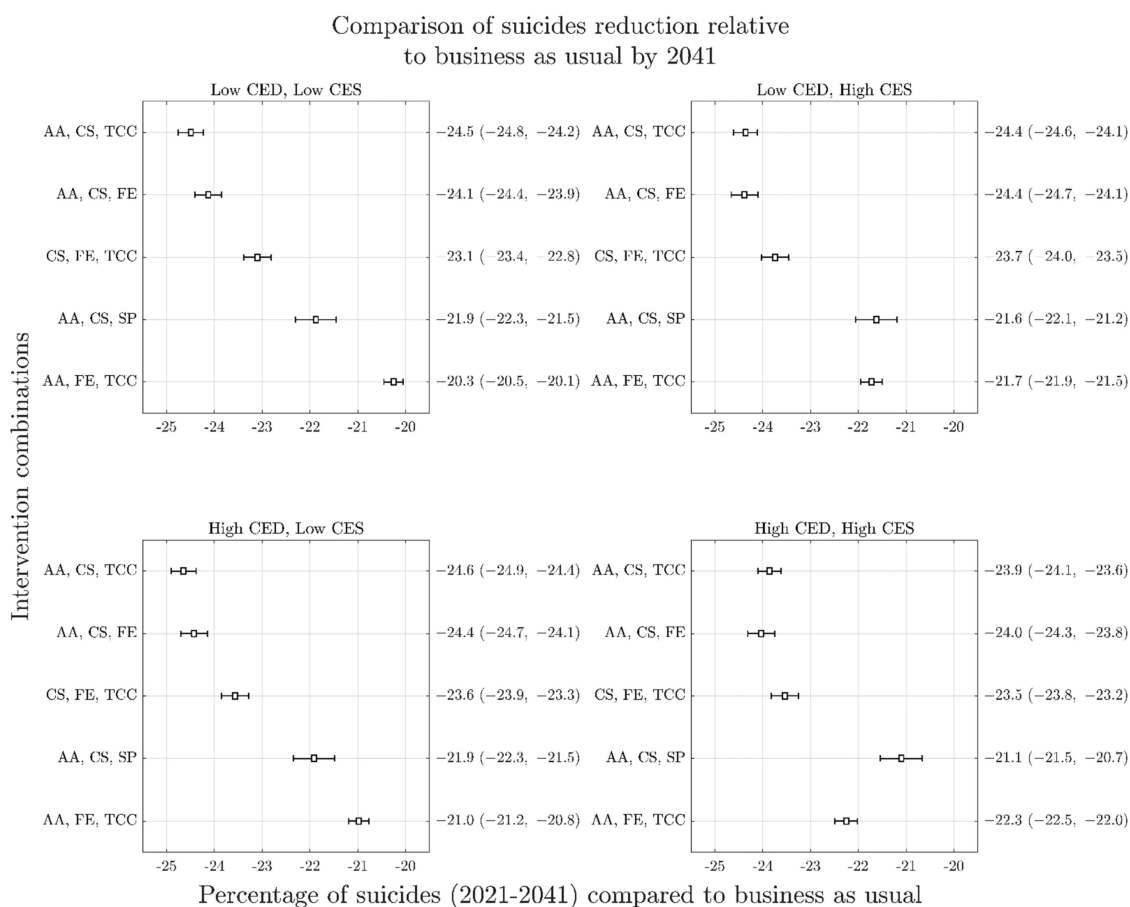 Comparison of suicides reduction relative
to business as usual by 2041
Intervention combinations
Low CED, Low CES
AA, CS, TCC −24.5 (−24.8, −24.2)
AA, CS, FE −24.1 (−24.4, −23.9)
CS, FE, TCC −23.1 (−23.4, −22.8)
AA, CS, SP −21.9 (−22.3, −21.5)
AA, FE, TCC −20.3 (−20.5, −20.1)
-25 -24 -23 -22 -21 -20
Low CED, High CES
AA, CS, TCC −24.4 (−24.6, −24.1)
AA, CS, FE −24.4 (−24.7, −24.1)
CS, FE, TCC −23.7 (−24.0, −23.5)
AA, CS, SP −21.6 (−22.1, −21.2)
AA, FE, TCC −21.7 (−21.9, −21.5)
-25 -24 -23 -22 -21 -20
High CED, Low CES
AA, CS, TCC −24.6 (−24.9, −24.4)
AA, CS, FE −24.4 (−24.7, −24.1)
CS, FE, TCC −23.6 (−23.9, −23.3)
AA, CS, SP −21.9 (−22.3, −21.5)
AA, FE, TCC −21.0 (−21.2, −20.8)
-25 -24 -23 -22 -21 -20
High CED, High CES
AA, CS, TCC −23.9 (−24.1, −23.6)
AA, CS, FE −24.0 (−24.3, −23.8)
CS, FE, TCC −23.5 (−23.8, −23.2)
AA, CS, SP −21.1 (−21.5, −20.7)
AA, FE, TCC −22.3 (−22.5, −22.0)
-25 -24 -23 -22 -21 -20
Percentage of suicides (2021-2041) compared to business as usual